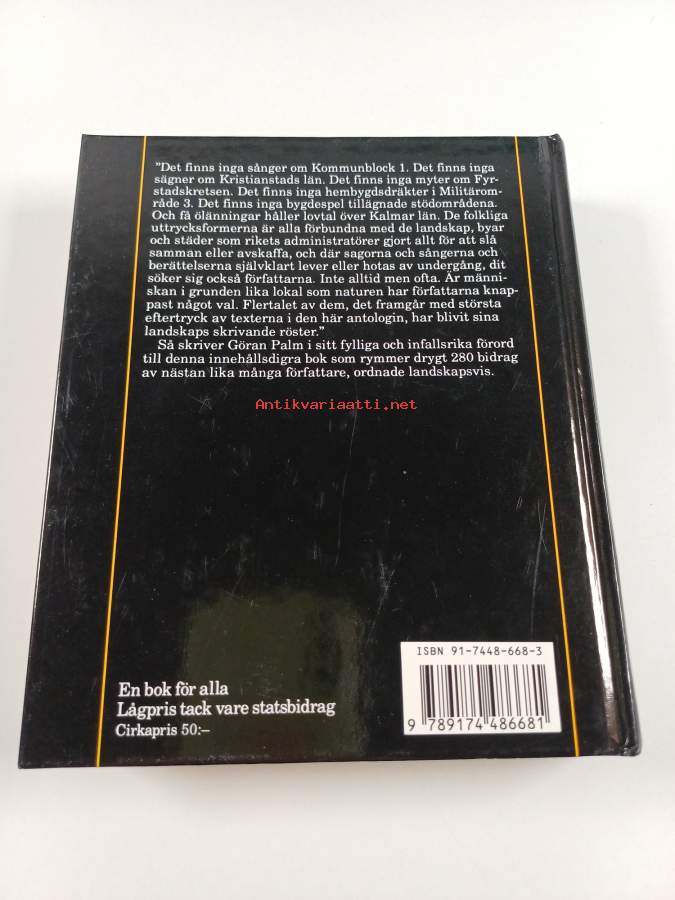 "Det finns inga sånger om Kommunblock 1. Det finns inga
sägner om Kristianstads län. Det finns inga myter om Fyr-
stadskretsen. Det finns inga hembygdsdräkter i Militärom-
råde 3. Det finns inga bygdespel tillägnade stödområdena.
Och få ölänningar håller lovtal över Kalmar län. De folkliga
uttrycksformerna är alla förbundna med de landskap, byar
och städer som rikets administratörer gjort allt för att slå
samman eller avskaffa, och där sagorna och sångerna och
berättelserna självklart lever eller hotas av undergång, dit
söker sig också författarna. Inte alltid men ofta. Är männi-
skan i grunden lika lokal som naturen har författarna knap-
past något val. Flertalet av dem, det framgår med största
eftertryck av texterna i den här antologin, har blivit sina
landskaps skrivande röster."
Så skriver Göran Palm i sitt fylliga och infallsrika förord
till denna innehållsdigra bok som rymmer drygt 280 bidrag
av nästan lika många författare, ordnade landskapsvis.
Antikvariaatti.net
ISBN 91-7448-668-3
9 789174 486681
En bok för alla
Lågpris tack vare statsbidrag
Cirkapris 50:–